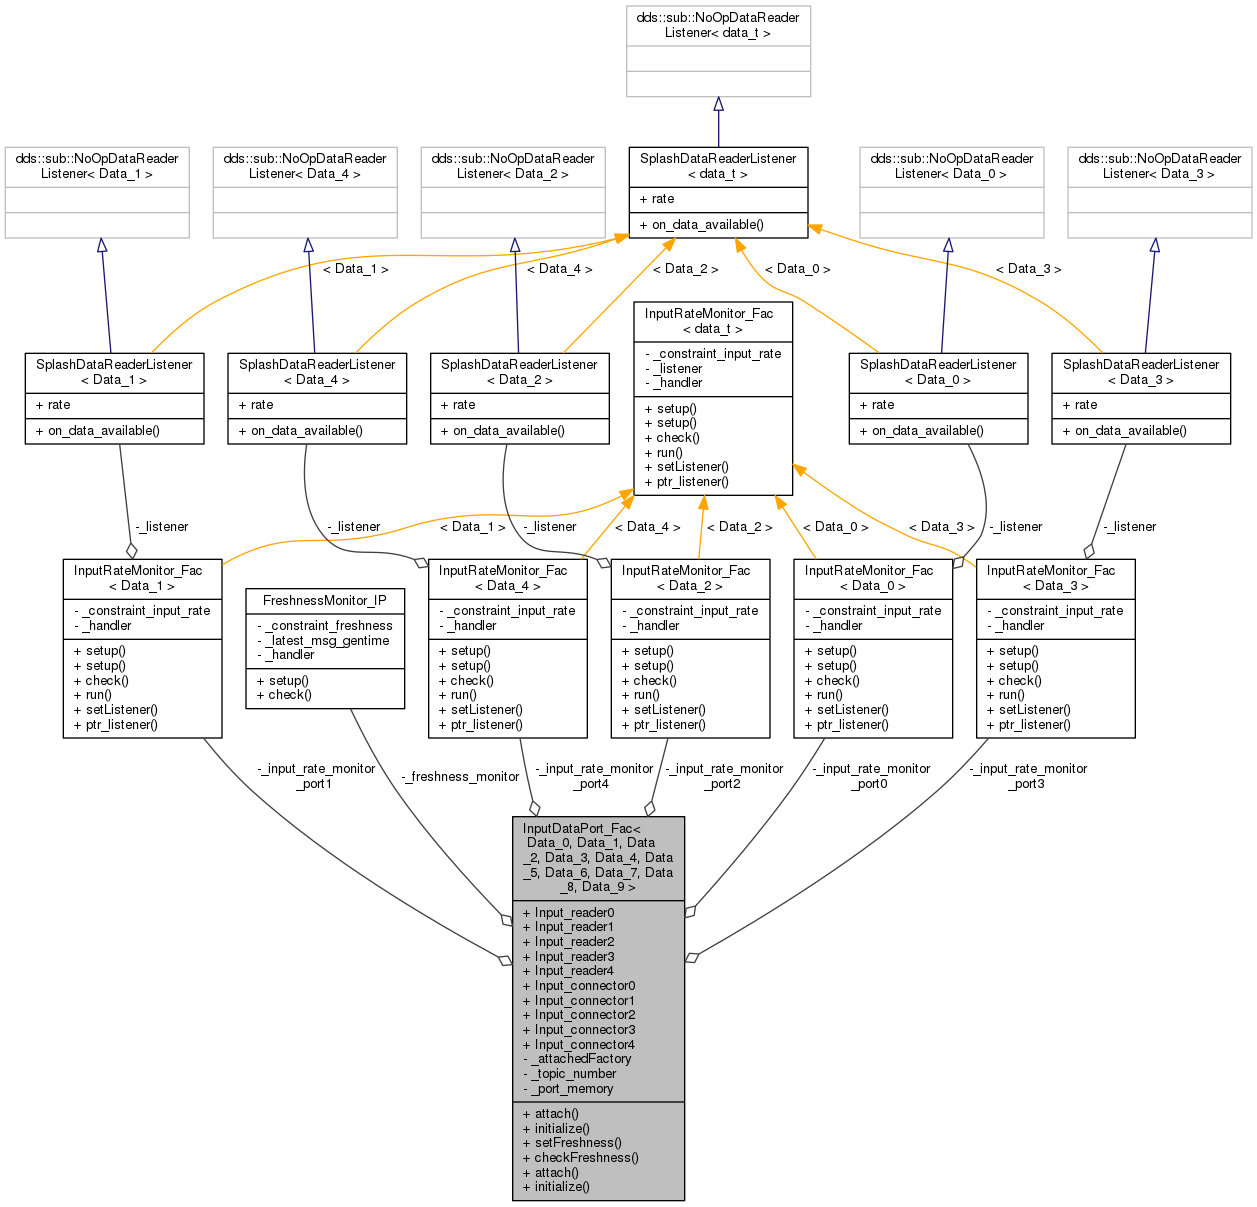 dds::sub::NoOpDataReader
Listener< data_t >
dds::sub::NoOpDataReader
Listener< Data_1 >
dds::sub::NoOpDataReader
Listener< Data_4 >
dds::sub::NoOpDataReader
Listener< Data_2 >
SplashDataReaderListener
< data_t >
+ rate
+ on_data_available()
dds::sub::NoOpDataReader
Listener< Data_0 >
dds::sub::NoOpDataReader
Listener< Data_3 >
< Data_1 >
< Data_4 >
< Data_2 >
< Data_0 >
< Data_3 >
SplashDataReaderListener
< Data_1 >
+ rate
+ on_data_available()
SplashDataReaderListener
< Data_4 >
+ rate
+ on_data_available()
SplashDataReaderListener
< Data_2 >
+ rate
+ on_data_available()
InputRateMonitor_Fac
< data_t >
- _constraint_input_rate
- _listener
- _handler
+ setup()
+ setup()
+ check()
+ run()
+ setListener()
+ ptr_listener()
SplashDataReaderListener
< Data_0 >
+ rate
+ on_data_available()
SplashDataReaderListener
< Data_3 >
+ rate
+ on_data_available()
-_listener
-_listener
< Data_1 >
-_listener
< Data_4 >
< Data_2 >
< Data_0 >
< Data_3 >
-_listener
-_listener
InputRateMonitor_Fac
< Data_1 >
- _constraint_input_rate
- _handler
+ setup()
+ setup()
+ check()
+ run()
+ setListener()
+ ptr_listener()
FreshnessMonitor_IP
- _constraint_freshness
- _latest_msg_gentime
- _handler
+ setup()
+ check()
InputRateMonitor_Fac
< Data_4 >
- _constraint_input_rate
- _handler
+ setup()
+ setup()
+ check()
+ run()
+ setListener()
+ ptr_listener()
InputRateMonitor_Fac
< Data_2 >
- _constraint_input_rate
- _handler
+ setup()
+ setup()
+ check()
+ run()
+ setListener()
+ ptr_listener()
InputRateMonitor_Fac
< Data_0 >
- _constraint_input_rate
- _handler
+ setup()
+ setup()
+ check()
+ run()
+ setListener()
+ ptr_listener()
InputRateMonitor_Fac
< Data_3 >
- _constraint_input_rate
- _handler
+ setup()
+ setup()
+ check()
+ run()
+ setListener()
+ ptr_listener()
-_input_rate_monitor
_port1
-_freshness_monitor
-_input_rate_monitor
_port4
-_input_rate_monitor
_port2
-_input_rate_monitor
_port0
-_input_rate_monitor
_port3
InputDataPort_Fac<
Data_0, Data_1, Data
_2, Data_3, Data_4, Data
_5, Data_6, Data_7, Data
_8, Data_9 >
+ Input_reader0
+ Input_reader1
+ Input_reader2
+ Input_reader3
+ Input_reader4
+ Input_connector0
+ Input_connector1
+ Input_connector2
+ Input_connector3
+ Input_connector4
- _attachedFactory
- _topic_number
- _port_memory
+ attach()
+ initialize()
+ setFreshness()
+ checkFreshness()
+ attach()
+ initialize()